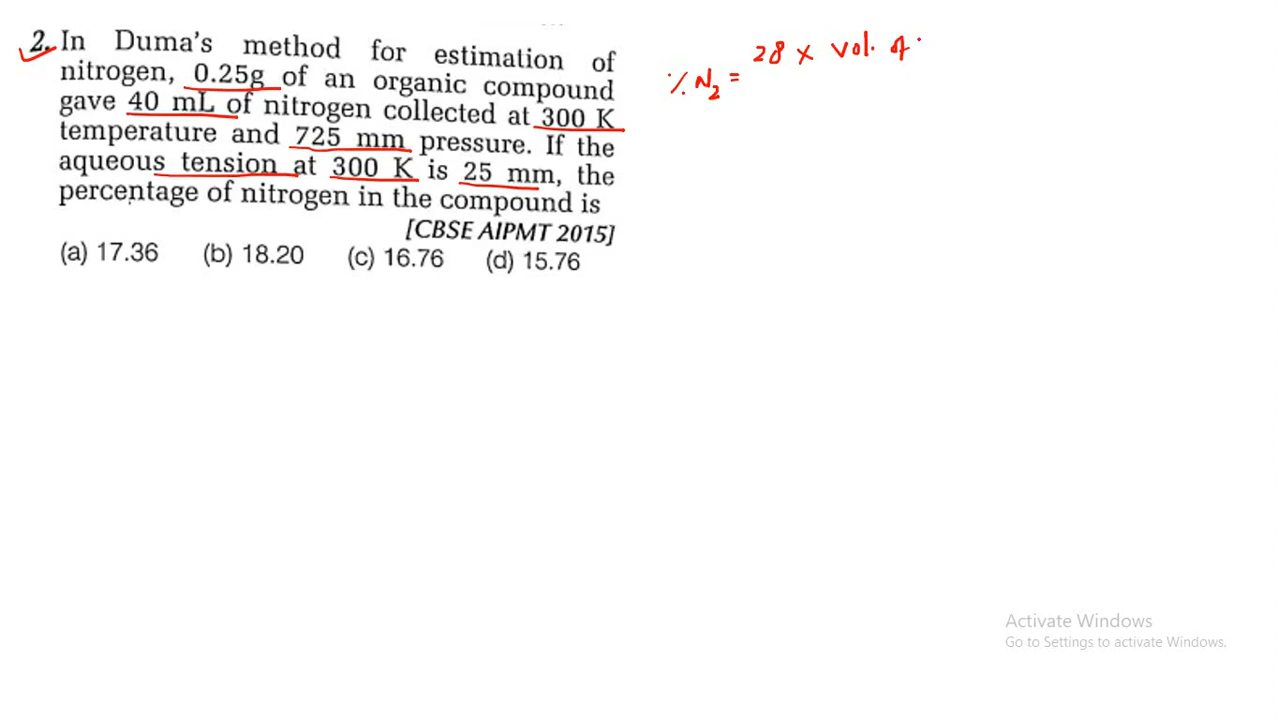 2. In Duma's method for estimation of
nitrogen, 0.25g of an organic compound
gave 40 mL of nitrogen collected at 300 K
temperature and 725 mm pressure. If the
aqueous tension at 300 K is 25 mm, the
percentage of nitrogen in the compound is
[CBSE AIPMT 2015]
(a) 17.36 (b) 18.20 (c) 16.76 (d) 15.76
28 × vol. of
% N₂ =
Activate Windows
Go to Settings to activate Windows.